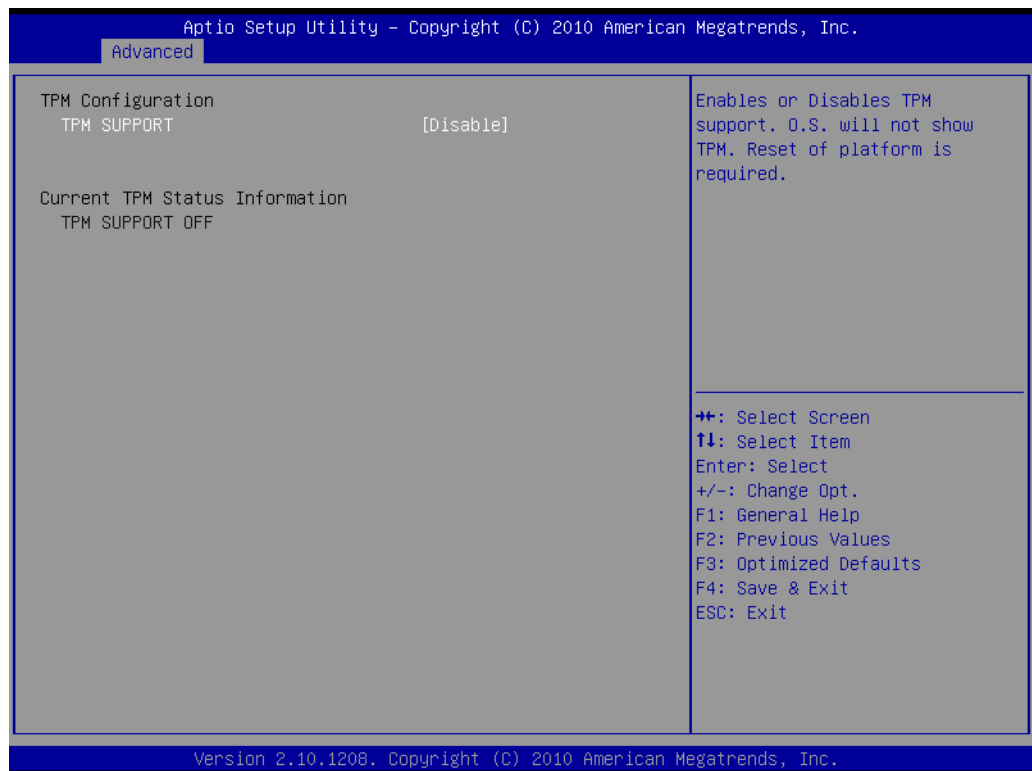 Aptio Setup Utility – Copyright (C) 2010 American Megatrends, Inc.
Advanced
TPM Configuration
TPM SUPPORT [Disable]
Current TPM Status Information
TPM SUPPORT OFF
Enables or Disables TPM
support. O.S. will not show
TPM. Reset of platform is
required.
→←: Select Screen
↑↓: Select Item
Enter: Select
+/-: Change Opt.
F1: General Help
F2: Previous Values
F3: Optimized Defaults
F4: Save & Exit
ESC: Exit
Version 2.10.1208. Copyright (C) 2010 American Megatrends, Inc.